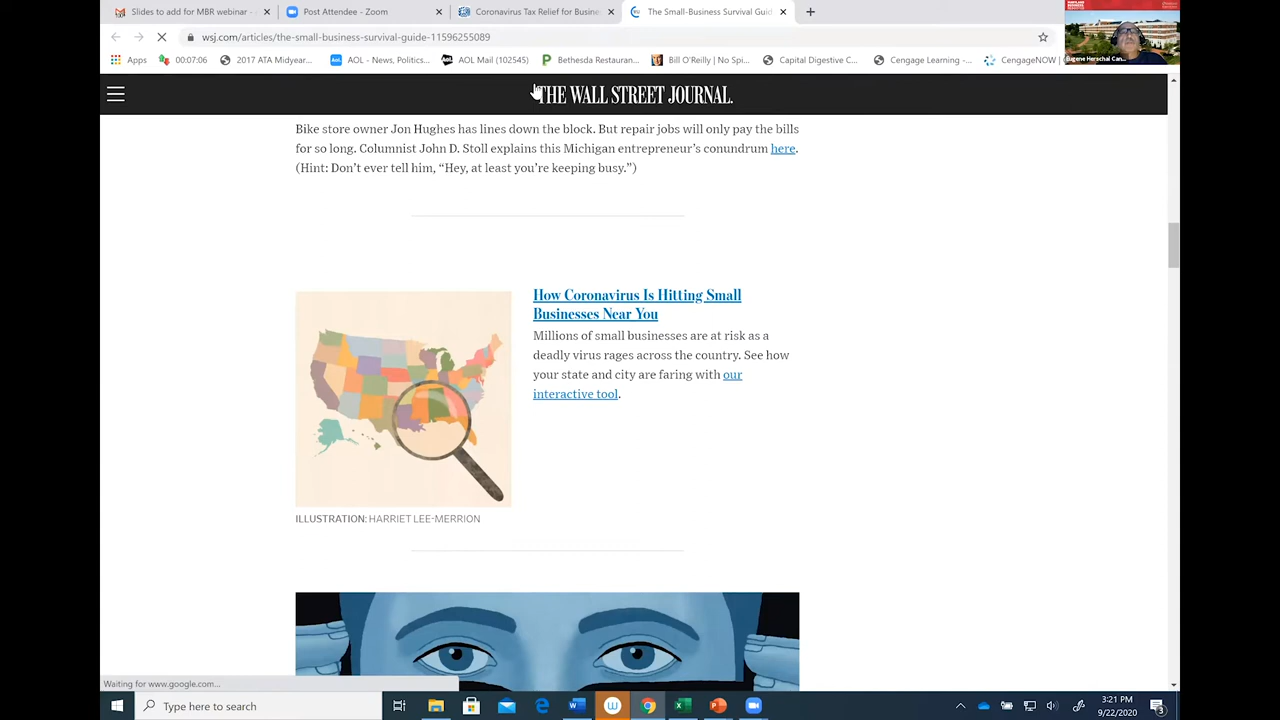 Slides to add for MBR webinar -
Post Attendee - Zoom
Coronavirus Tax Relief for Busine
The Small-Business Survival Guid
wsj.com/articles/the-small-business-survival-guide-11596255089
Apps
00:07:06
2017 ATA Midyear...
AOL - News, Politics...
AOL Mail (102545)
Bethesda Restauran...
Bill O'Reilly | No Spi...
Capital Digestive C...
Cengage Learning -...
CengageNOW |
Eugene Herschal Can...
THE WALL STREET JOURNAL.
Bike store owner Jon Hughes has lines down the block. But repair jobs will only pay the bills
for so long. Columnist John D. Stoll explains this Michigan entrepreneur's conundrum here.
(Hint: Don't ever tell him, “Hey, at least you're keeping busy.”)
How Coronavirus Is Hitting Small
Businesses Near You
Millions of small businesses are at risk as a
deadly virus rages across the country. See how
your state and city are faring with our
interactive tool.
ILLUSTRATION: HARRIET LEE-MERRION
Waiting for www.google.com...
Type here to search
3:21 PM
9/22/2020
3